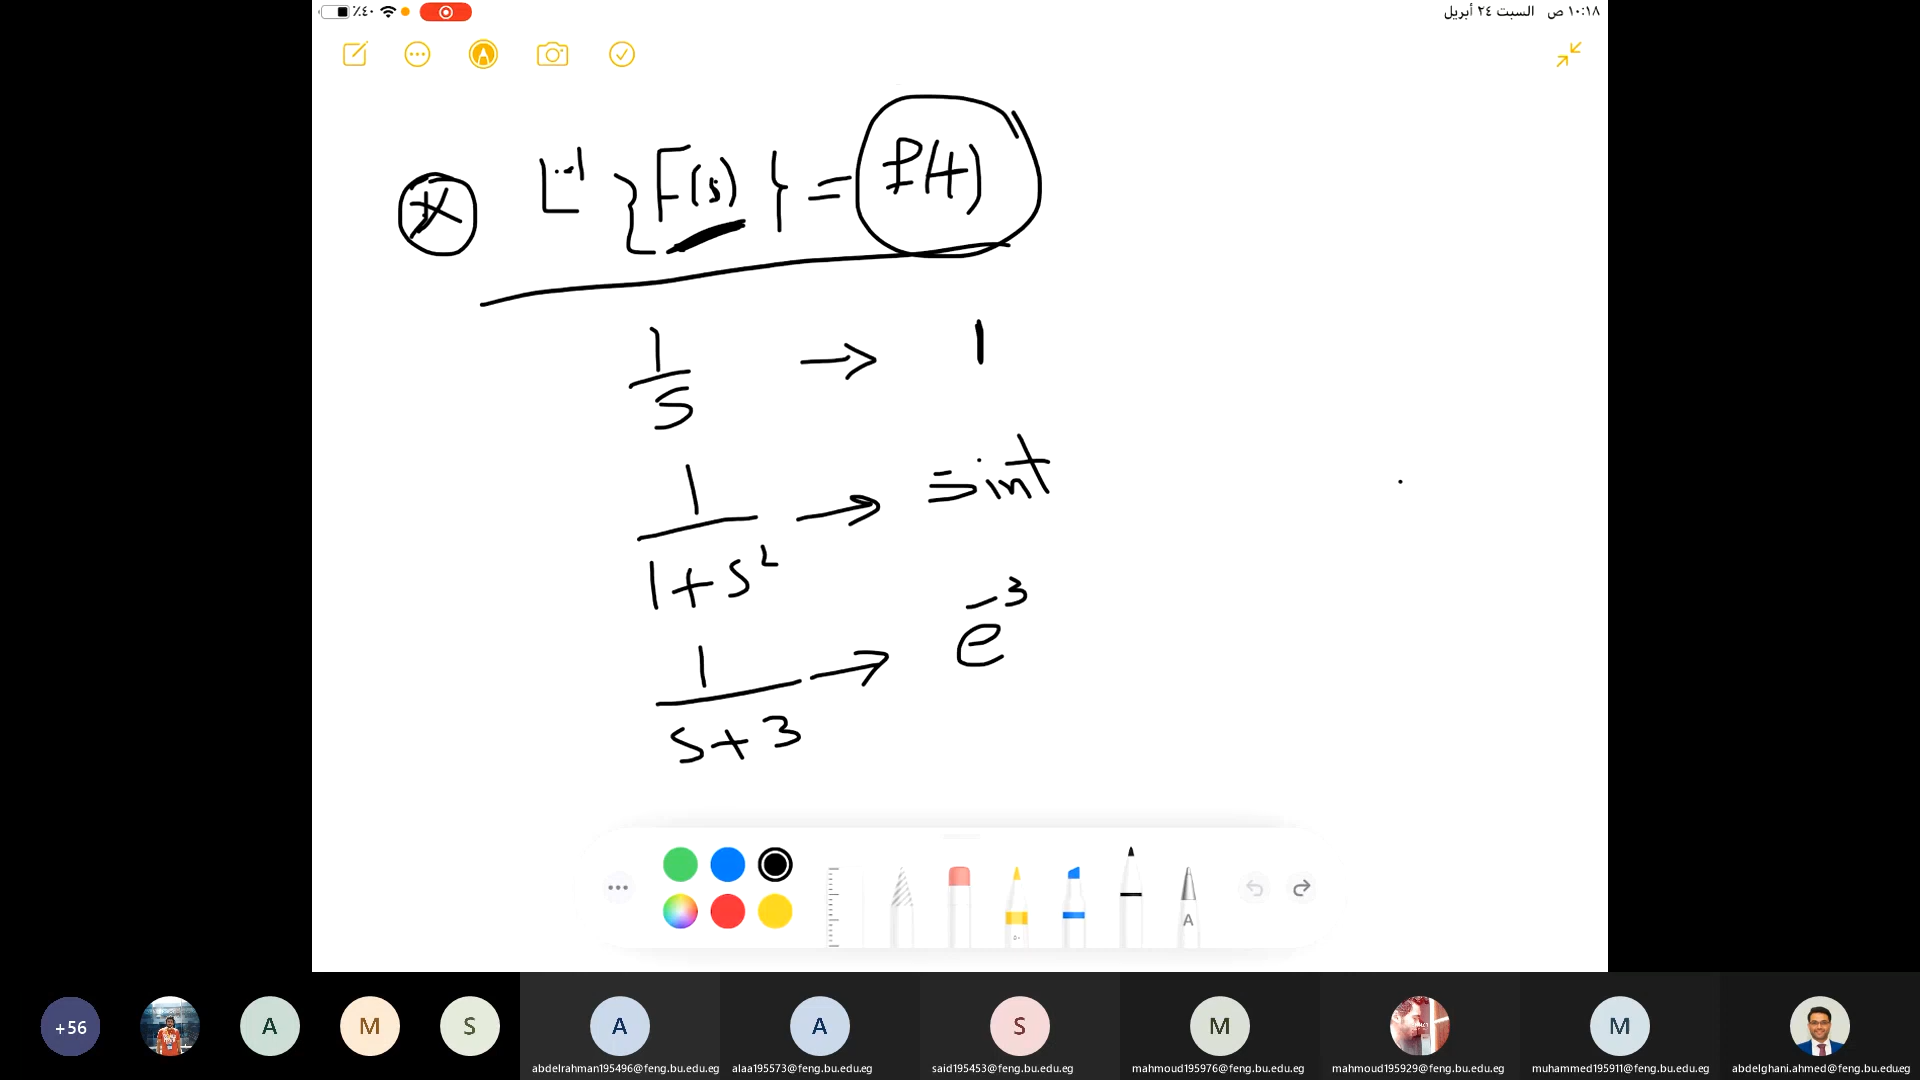 ٪٤٠ السبت ٢٤ أبريل ١٠:١٨ ص
L⁻¹ {F(s)} = f(t)
1/s → 1
1/1+s² → sint
1/s+3 → e⁻³
A
+56 A M S A A S M M
abdelrahman195496@feng.bu.edu.eg alaa195573@feng.bu.edu.eg said195453@feng.bu.edu.eg mahmoud195976@feng.bu.edu.eg mahmoud195929@feng.bu.edu.eg muhammed195911@feng.bu.edu.eg abdelghani.ahmed@feng.bu.edu.eg